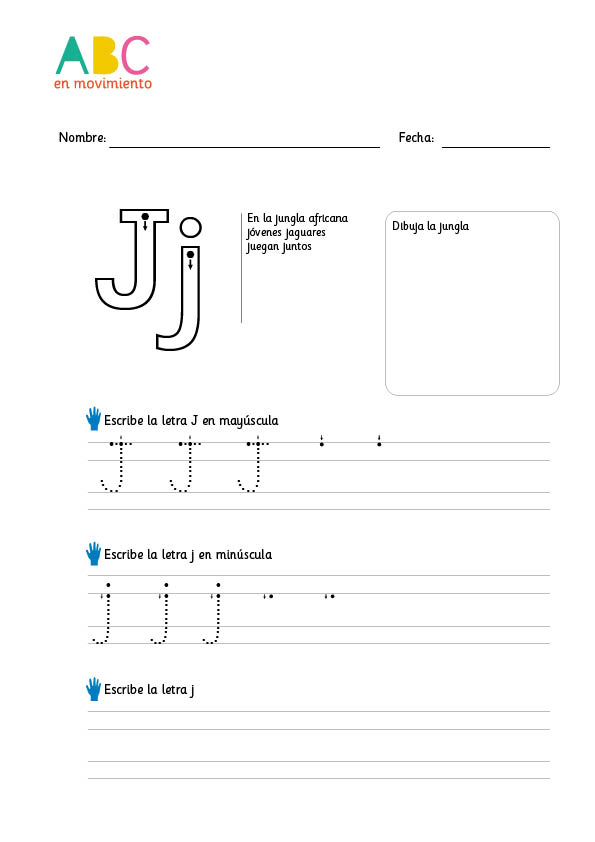 ABC
en movimiento
Nombre: Fecha:
J j
En la jungla africana
jóvenes jaguares
juegan juntos
Dibuja la jungla
Escribe la letra J en mayúscula
J J J
Escribe la letra j en minúscula
j j j
Escribe la letra j